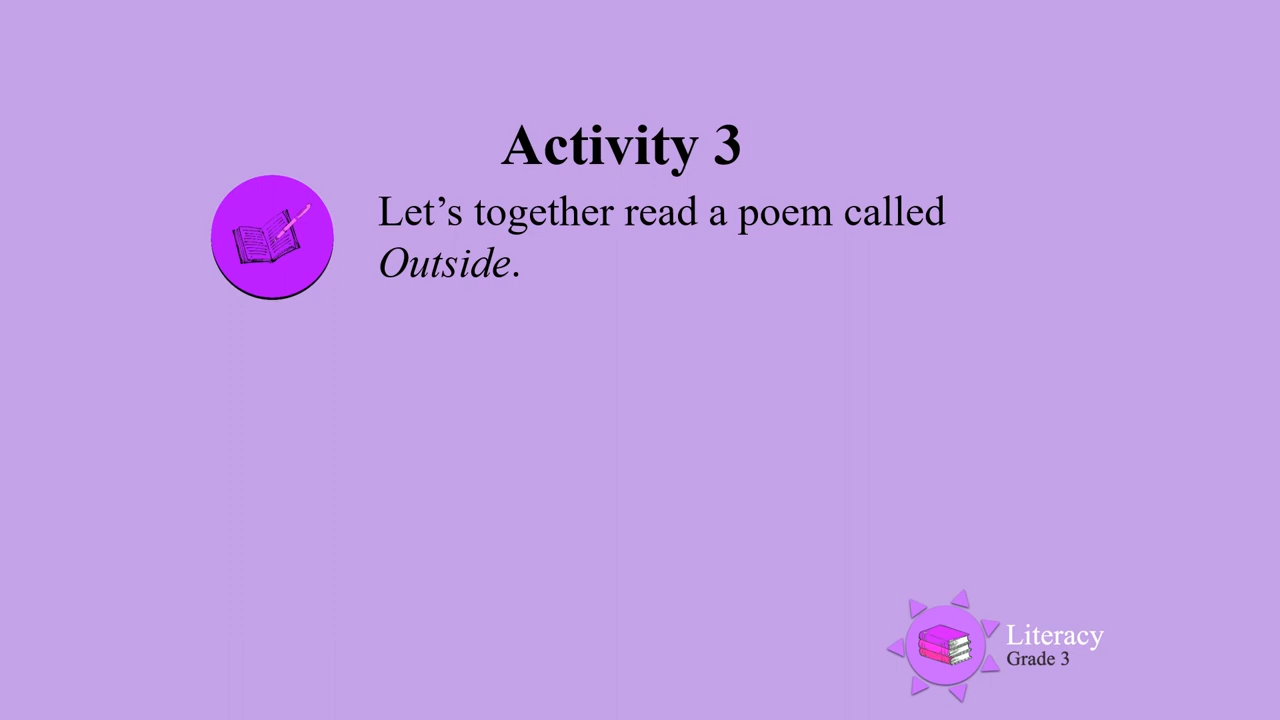 Activity 3
Let’s together read a poem called
Outside.
Literacy
Grade 3